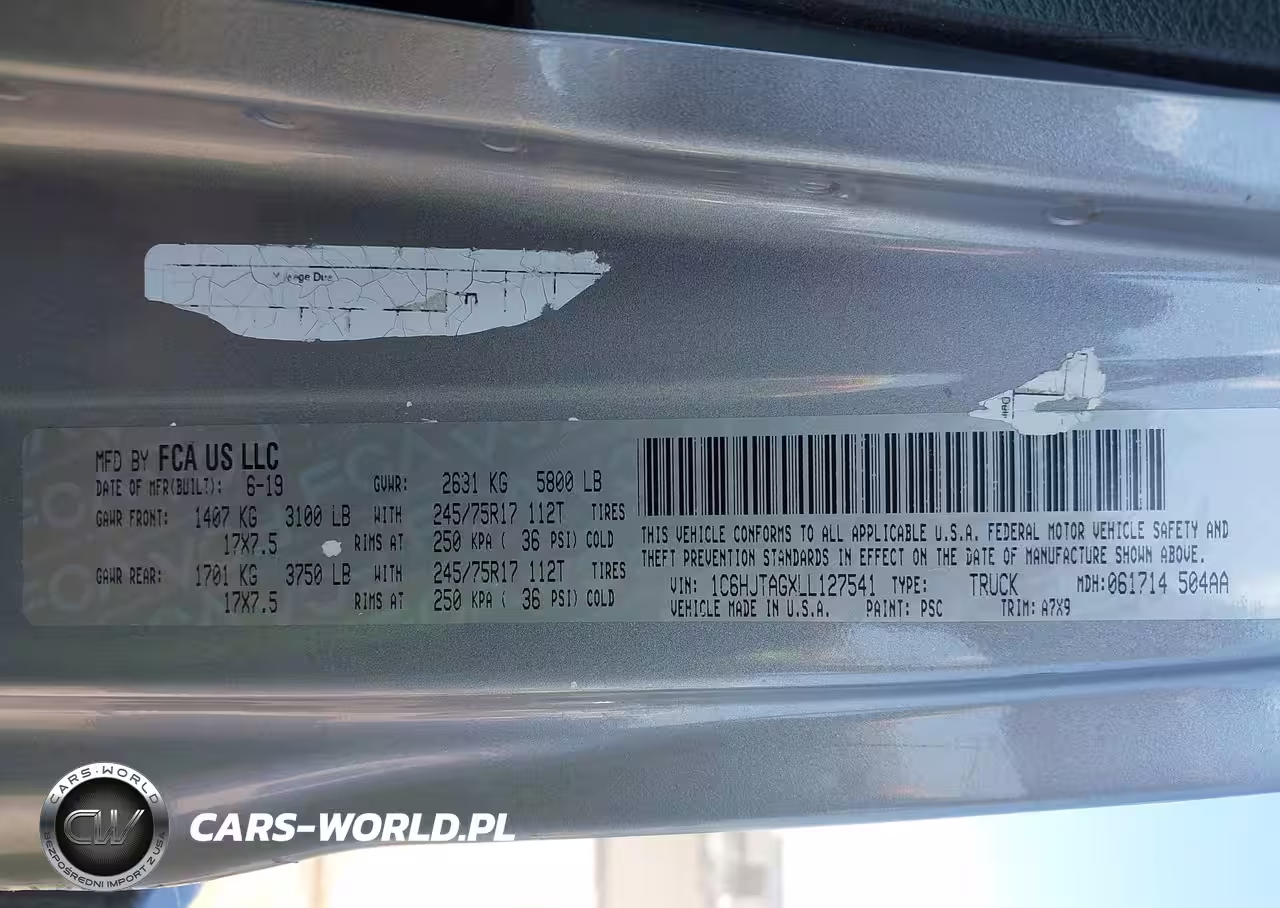 Mileage Due
Deli
MFD BY FCA US LLC
DATE OF MFR(BUILT): 6-19 GVWR: 2631 KG 5800 LB
GAWR FRONT: 1407 KG 3100 LB WITH 245/75R17 112T TIRES
17X7.5 RIMS AT 250 KPA ( 36 PSI) COLD
GAWR REAR: 1701 KG 3750 LB WITH 245/75R17 112T TIRES
17X7.5 RIMS AT 250 KPA ( 36 PSI) COLD
THIS VEHICLE CONFORMS TO ALL APPLICABLE U.S.A. FEDERAL MOTOR VEHICLE SAFETY AND
THEFT PREVENTION STANDARDS IN EFFECT ON THE DATE OF MANUFACTURE SHOWN ABOVE.
VIN: 1C6HJTAGXLL127541 TYPE: TRUCK MDH:061714 504AA
VEHICLE MADE IN U.S.A. PAINT: PSC TRIM: A7X9
CARS-WORLD
CW
BEZPOŚREDNI IMPORT Z USA
CARS-WORLD.PL